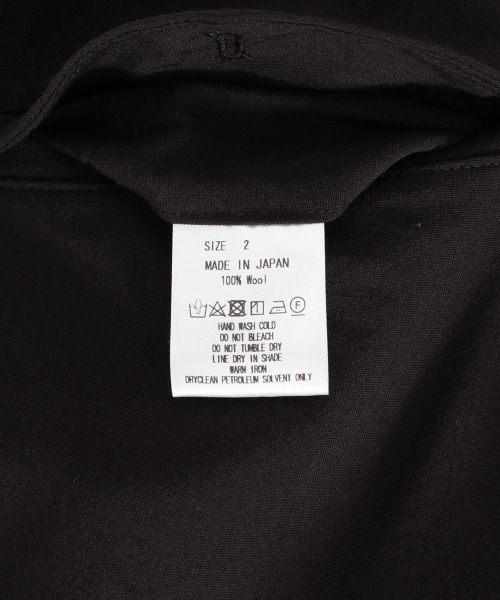 SIZE 2
MADE IN JAPAN
100% Wool
HAND WASH COLD
DO NOT BLEACH
DO NOT TUMBLE DRY
LINE DRY IN SHADE
WARM IRON
DRYCLEAN PETROLEUM SOLVENT ONLY